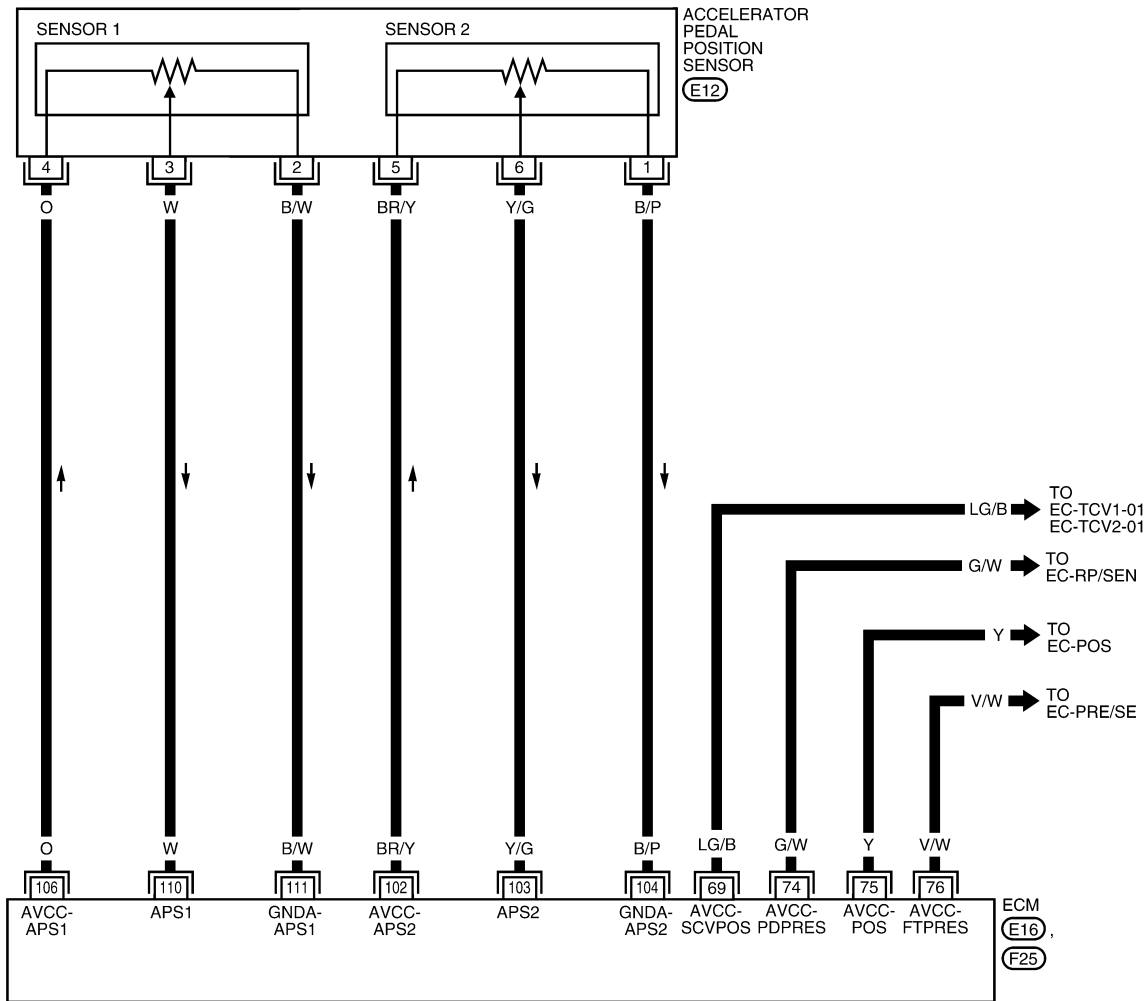 SENSOR 1
SENSOR 2
ACCELERATOR
PEDAL
POSITION
SENSOR
E12
4 3 2 5 6 1
O W B/W BR/Y Y/G B/P
LG/B
TO
EC-TCV1-01
EC-TCV2-01
G/W
TO
EC-RP/SEN
Y
TO
EC-POS
V/W
TO
EC-PRE/SE
O W B/W BR/Y Y/G B/P LG/B G/W Y V/W
106 110 111 102 103 104 69 74 75 76
AVCC-
APS1
APS1
GNDA-
APS1
AVCC-
APS2
APS2
GNDA-
APS2
AVCC-
SCVPOS
AVCC-
PDPRES
AVCC-
POS
AVCC-
FTPRES
ECM
E16 ,
F25